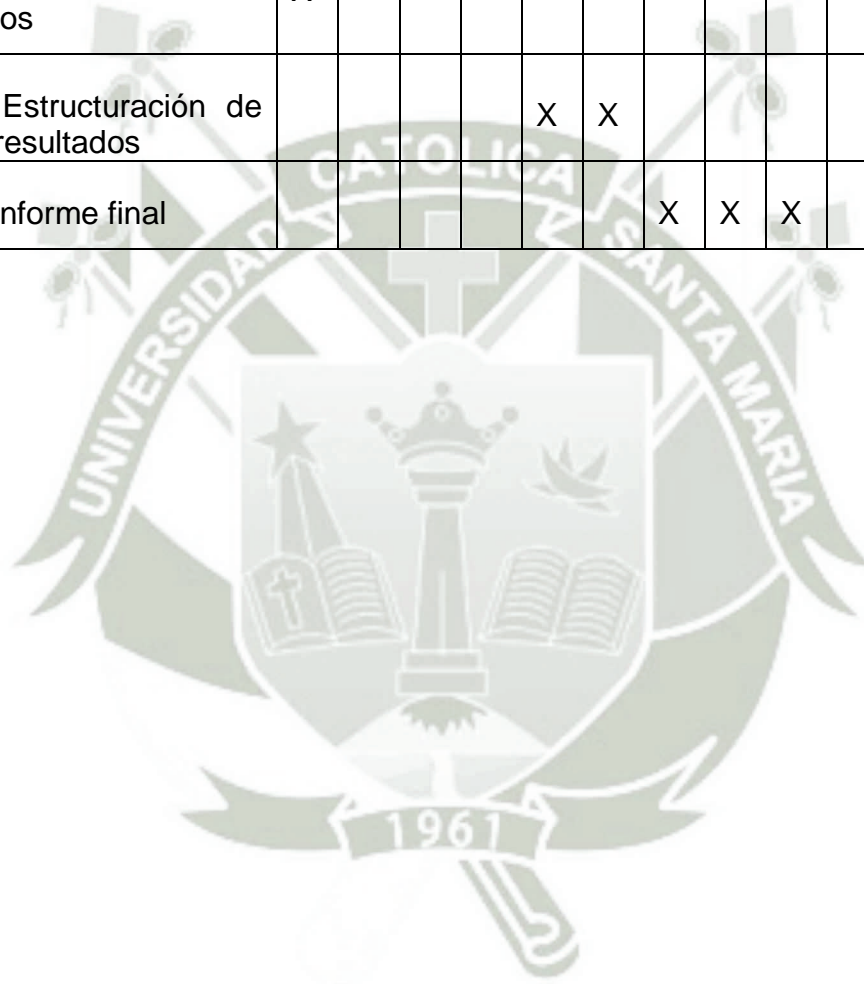 os
Estructuración de X X
resultados
nforme final X X X
UNIVERSIDAD CATOLICA SANTA MARIA
1961